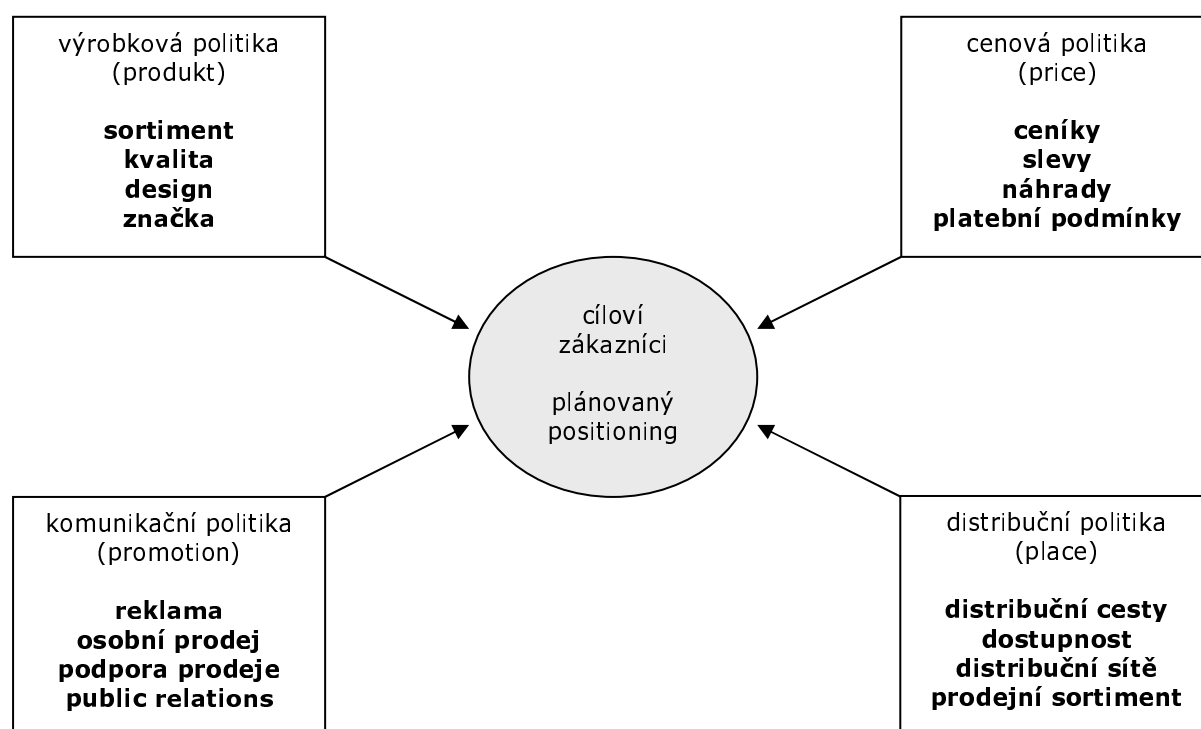 výrobková politika
(produkt)
sortiment
kvalita
design
značka
cenová politika
(price)
ceníky
slevy
náhrady
platební podmínky
cíloví
zákazníci
plánovaný
positioning
komunikační politika
(promotion)
reklama
osobní prodej
podpora prodeje
public relations
distribuční politika
(place)
distribuční cesty
dostupnost
distribuční sítě
prodejní sortiment